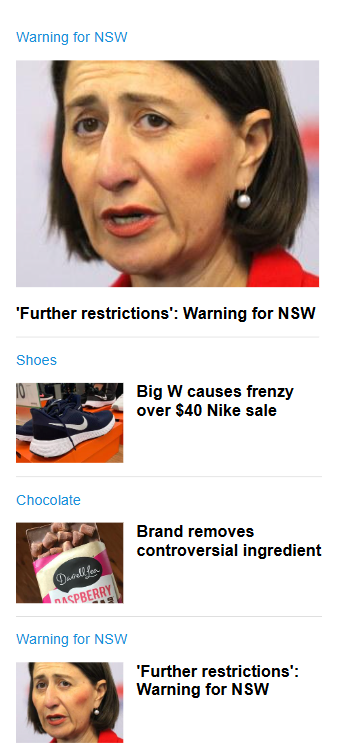 Warning for NSW
'Further restrictions': Warning for NSW
Shoes
Big W causes frenzy
over $40 Nike sale
Chocolate
Darrell Lea
RASPBERRY
Brand removes
controversial ingredient
Warning for NSW
'Further restrictions':
Warning for NSW